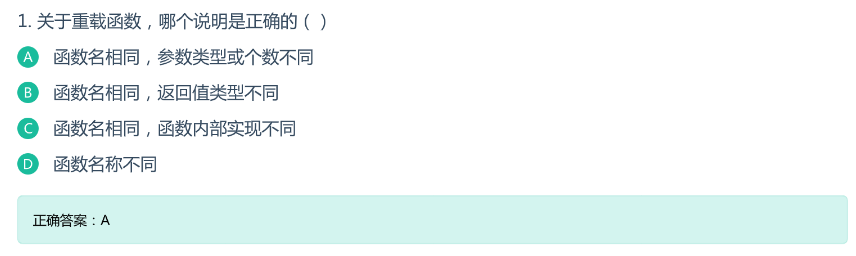 1. 关于重载函数，哪个说明是正确的 ( ）
A 函数名相同，参数类型或个数不同
B 函数名相同，返回值类型不同
C 函数名相同，函数内部实现不同
D 函数名称不同
正确答案：A